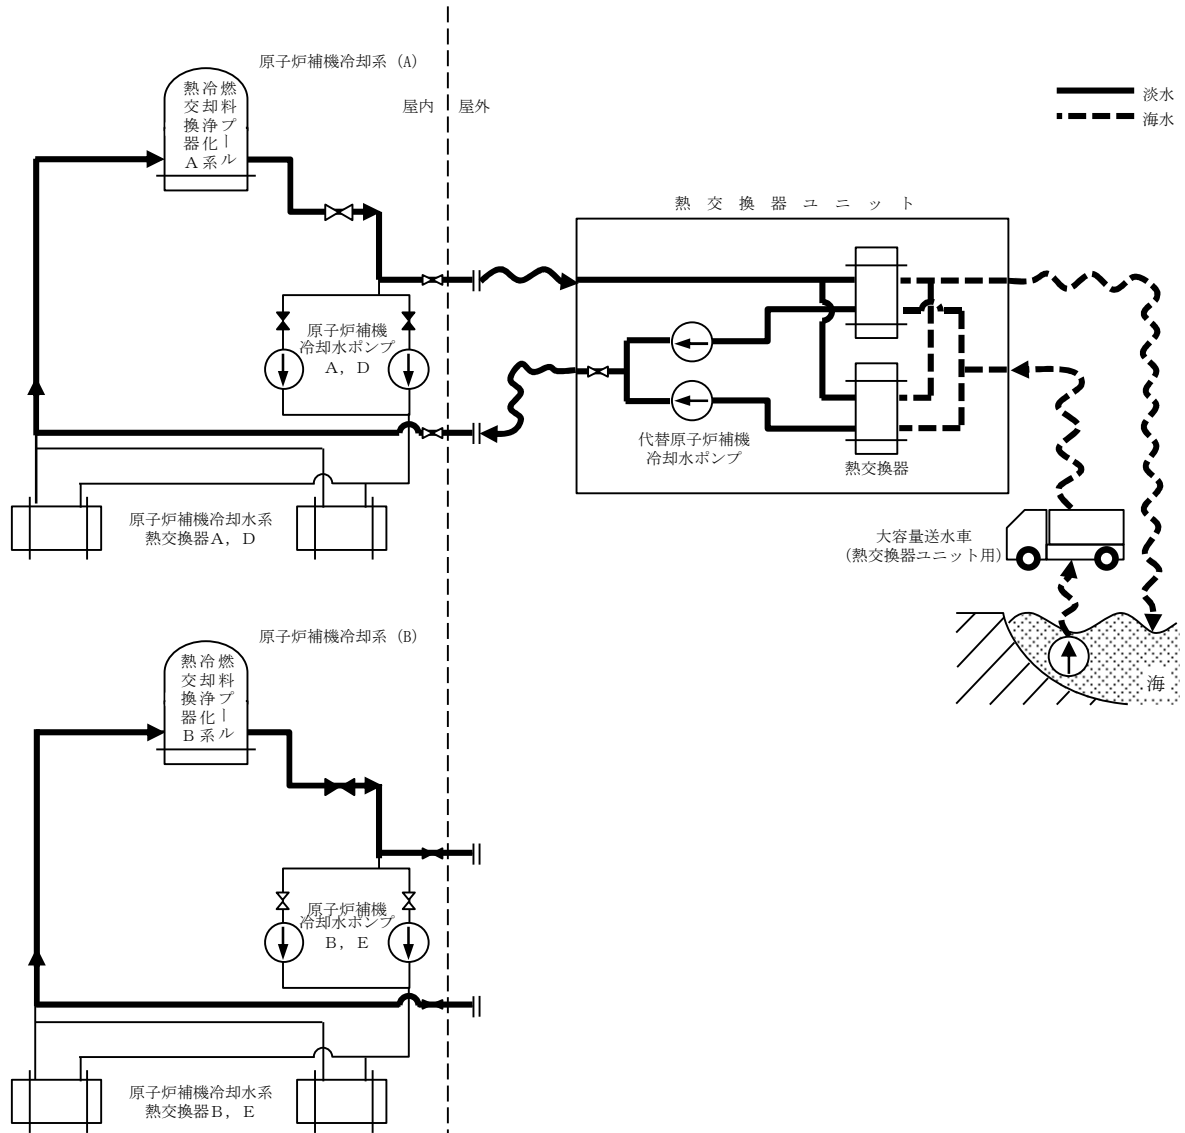 原子炉補機冷却系 (A)
屋内
屋外
淡水
海水
燃料プール
冷却浄化系
熱交換器A
熱交換器ユニット
原子炉補機
冷却水ポンプ
A, D
代替原子炉補機
冷却水ポンプ
熱交換器
原子炉補機冷却水系
熱交換器A, D
大容量送水車
(熱交換器ユニット用)
海
原子炉補機冷却系 (B)
燃料プール
冷却浄化系
熱交換器B
原子炉補機
冷却水ポンプ
B, E
原子炉補機冷却水系
熱交換器B, E